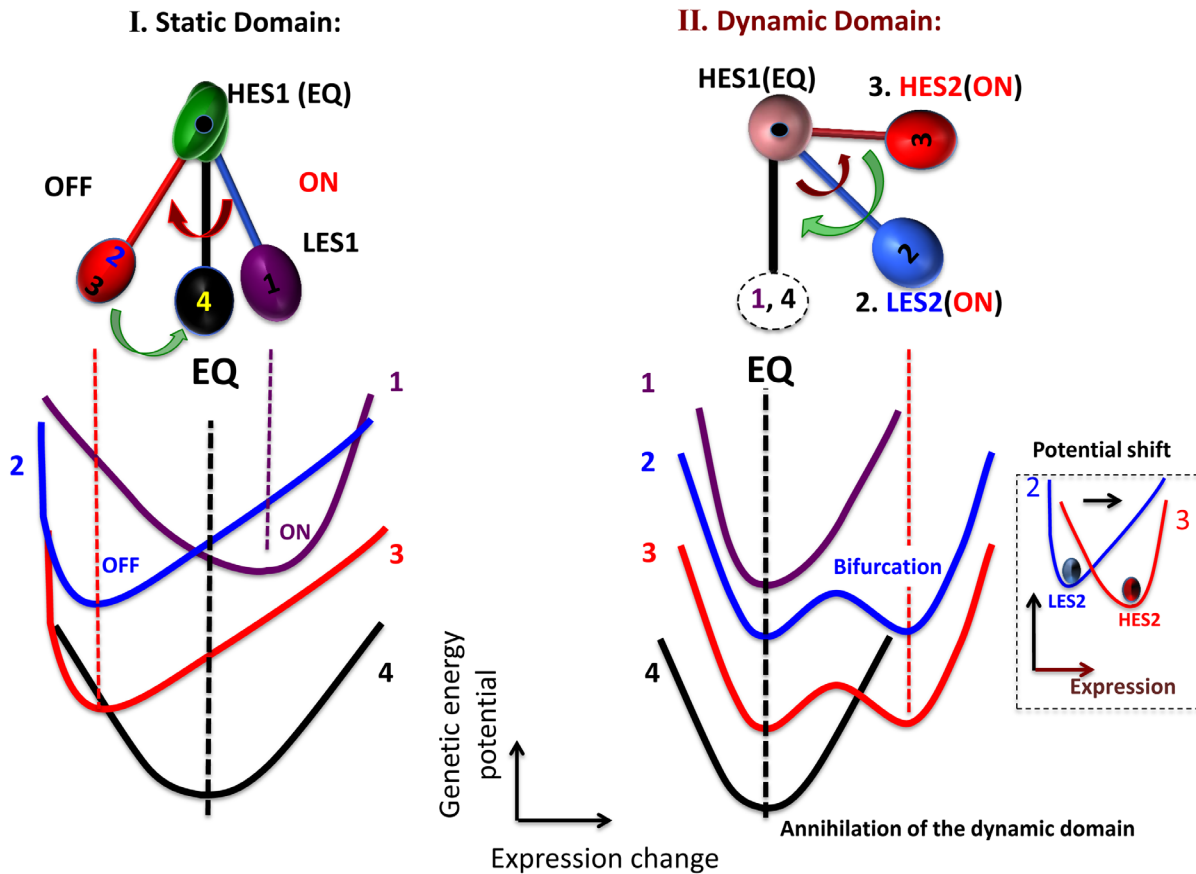 I. Static Domain:
HES1 (EQ)
OFF
ON
LES1
2
3
4
1
EQ
1
2
OFF
ON
3
4
Genetic energy
potential
Expression change
II. Dynamic Domain:
HES1(EQ)
3. HES2(ON)
3
2
1, 4
2. LES2(ON)
EQ
1
2
3
Bifurcation
4
Annihilation of the dynamic domain
Potential shift
2
3
LES2
HES2
Expression